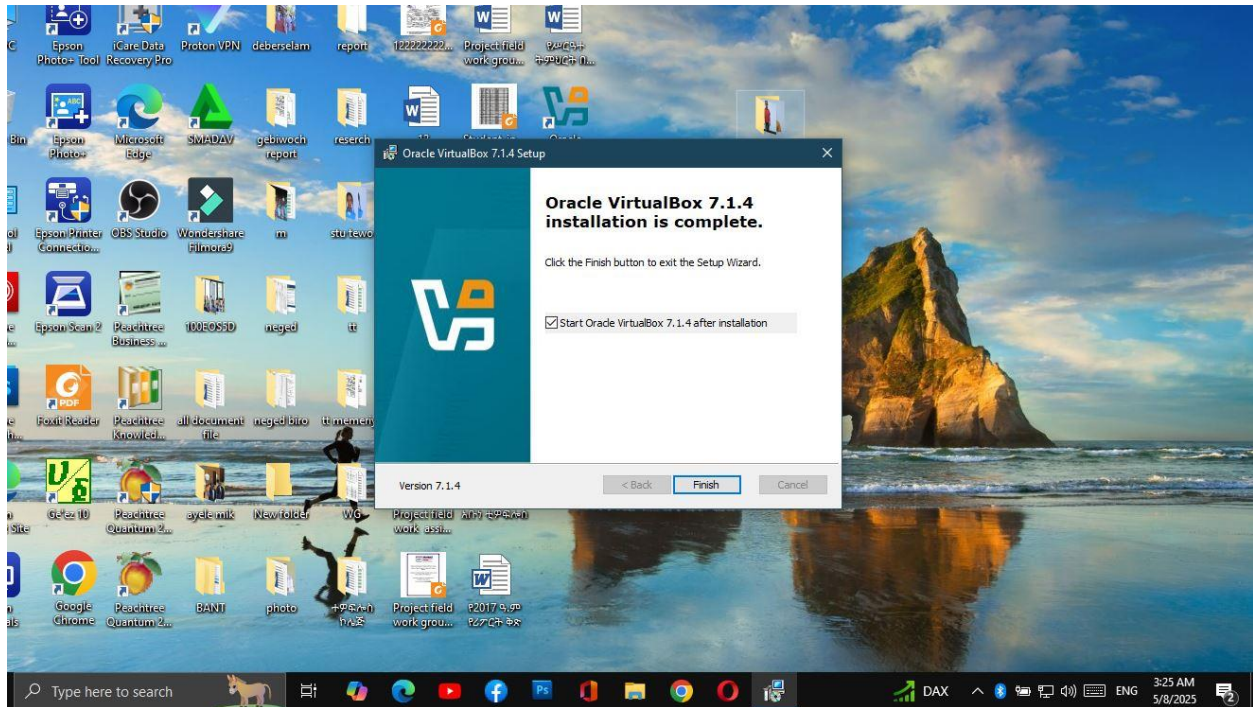 Epson Photo+ Tool
iCare Data Recovery Pro
Proton VPN
deberselam
report
122222222...
Project field work grou...
Epson Photo+
Microsoft Edge
SMADAV
gebiwoch report
reserch
Oracle VirtualBox 7.1.4 Setup
Oracle VirtualBox 7.1.4
installation is complete.
Click the Finish button to exit the Setup Wizard.
Start Oracle VirtualBox 7.1.4 after installation
Version 7.1.4
< Back
Finish
Cancel
Epson Printer Connectio...
OBS Studio
Wondershare Filmora9
m
stu tewo
Epson Scan 2
Peachtree Business ...
100EOS5D
neged
tt
PDF
Foxit Reader
Peachtree Knowled...
all document file
neged biro
tt memerij
Ge'ez 10
Peachtree Quantum 2...
ayele mik
New folder
WG
Project field work assi...
Google Chrome
Peachtree Quantum 2...
BANT
photo
Project field work grou...
Type here to search
Ps
DAX
ENG
3:25 AM
5/8/2025
2